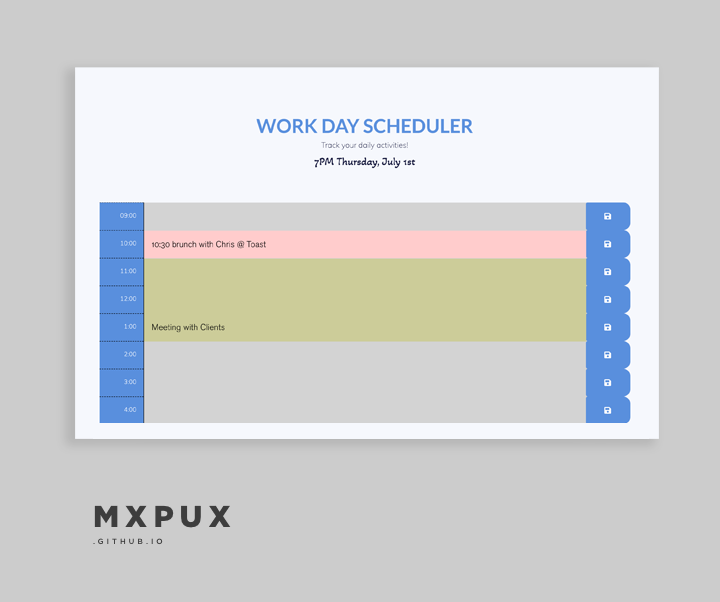 WORK DAY SCHEDULER
Track your daily activities!
7PM Thursday, July 1st
09:00
10:00 10:30 brunch with Chris @ Toast
11:00
12:00
1:00 Meeting with Clients
2:00
3:00
4:00
MXPUX
.GITHUB.IO